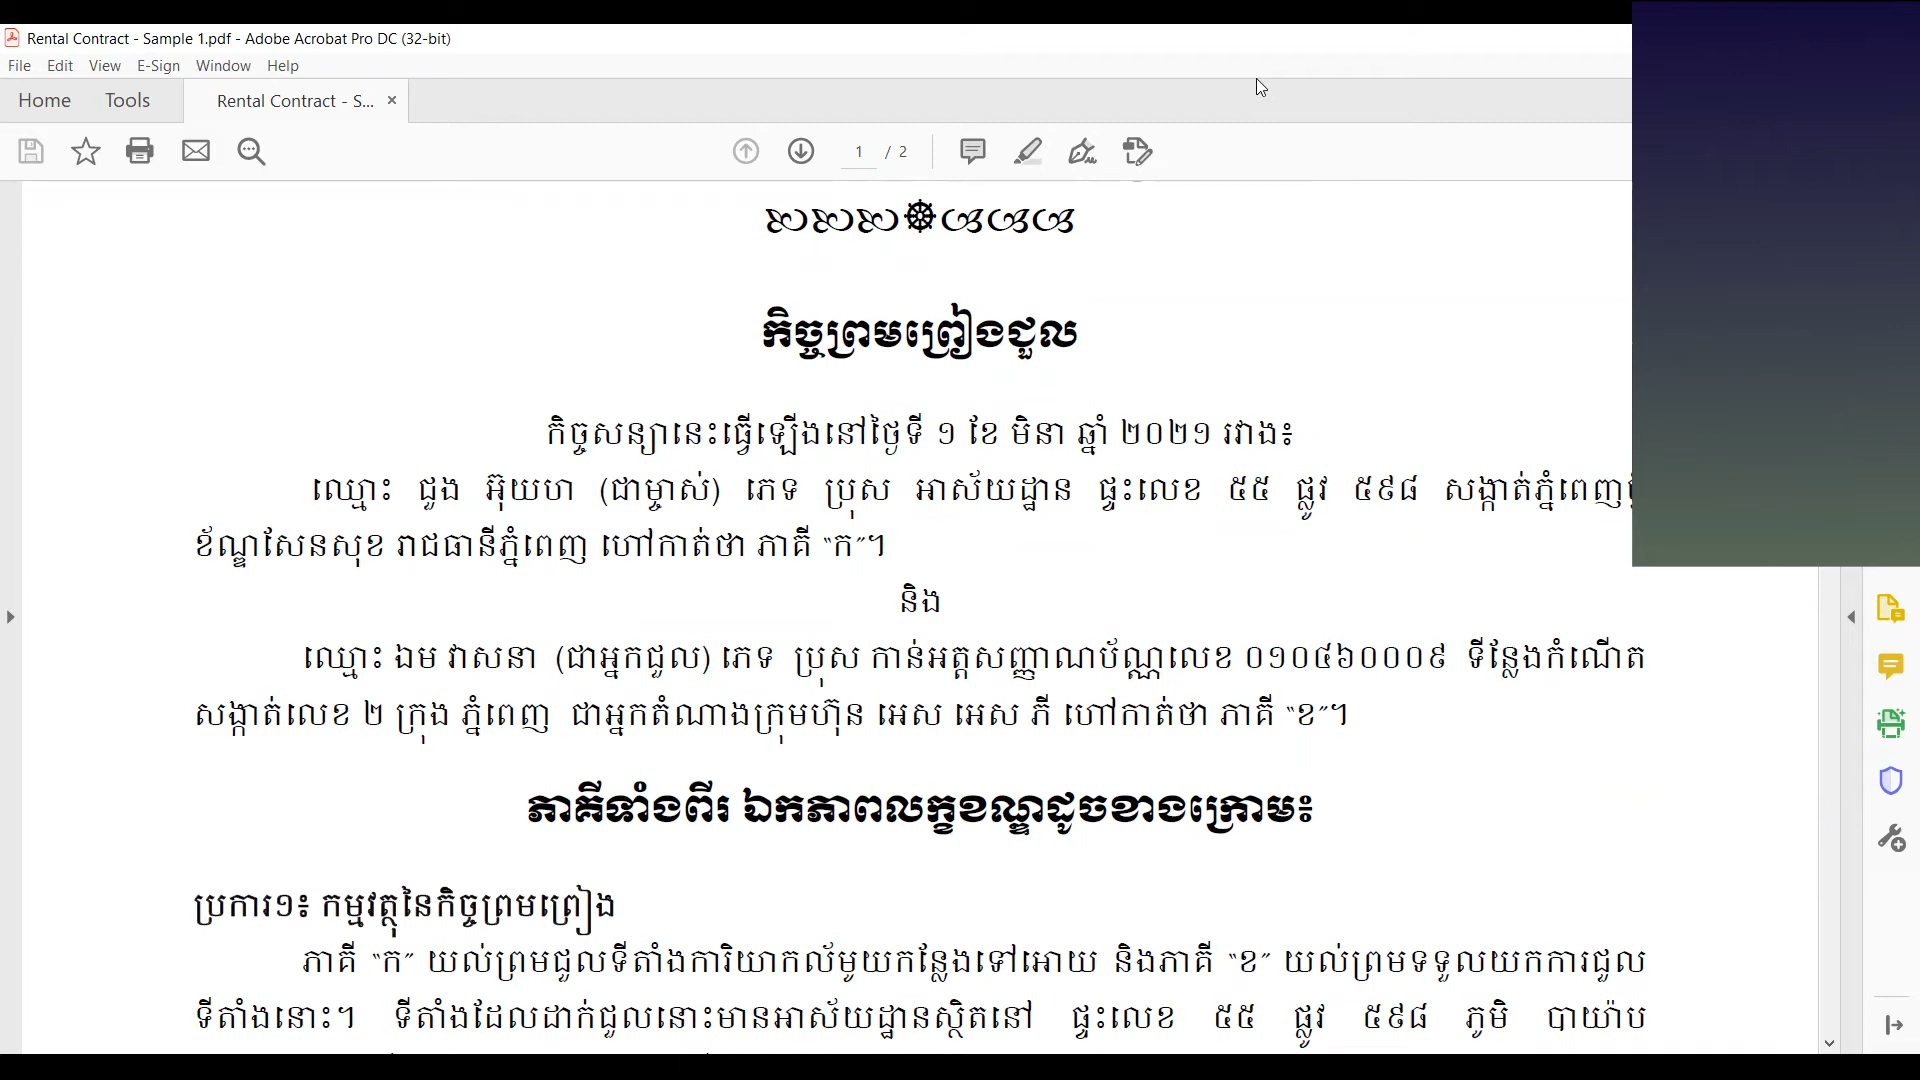 Rental Contract - Sample 1.pdf - Adobe Acrobat Pro DC (32-bit)
File Edit View E-Sign Window Help
Home Tools Rental Contract - S... ×
1 / 2
កិច្ចព្រមព្រៀងជួល
កិច្ចសន្យានេះធ្វើឡើងនៅថ្ងៃទី ១ ខែ មិនា ឆ្នាំ ២០២១ រវាង៖
ឈ្មោះ ជួង អ៊ុយហ (ជាម្ចាស់) ភេទ ប្រុស អាស័យដ្ឋាន ផ្ទះលេខ ៥៥ ផ្លូវ ៥៩៨ សង្កាត់ភ្នំពេញ
ខ័ណ្ឌសែនសុខ រាជធានីភ្នំពេញ ហៅកាត់ថា ភាគី “ក”។
និង
ឈ្មោះ ឯម វាសនា (ជាអ្នកជួល) ភេទ ប្រុស កាន់អត្តសញ្ញាណប័ណ្ណលេខ ០១០៤៦០០០៩ ទីន្លែងកំណើត
សង្កាត់លេខ ២ ក្រុង ភ្នំពេញ ជាអ្នកតំណាងក្រុមហ៊ុន អេស អេស ភី ហៅកាត់ថា ភាគី “ខ”។
ភាគីទាំងពីរ ឯកភាពលក្ខខណ្ឌដូចខាងក្រោម៖
ប្រការ១៖ កម្មវត្ថុនៃកិច្ចព្រមព្រៀង
ភាគី “ក” យល់ព្រមជួលទីតាំងការិយាកល័មួយកន្លែងទៅអោយ និងភាគី “ខ” យល់ព្រមទទួលយកការជួល
ទីតាំងនោះ។ ទីតាំងដែលដាក់ជួលនោះមានអាស័យដ្ឋានស្ថិតនៅ ផ្ទះលេខ ៥៥ ផ្លូវ ៥៩៨ ភូមិ បាយ៉ាប